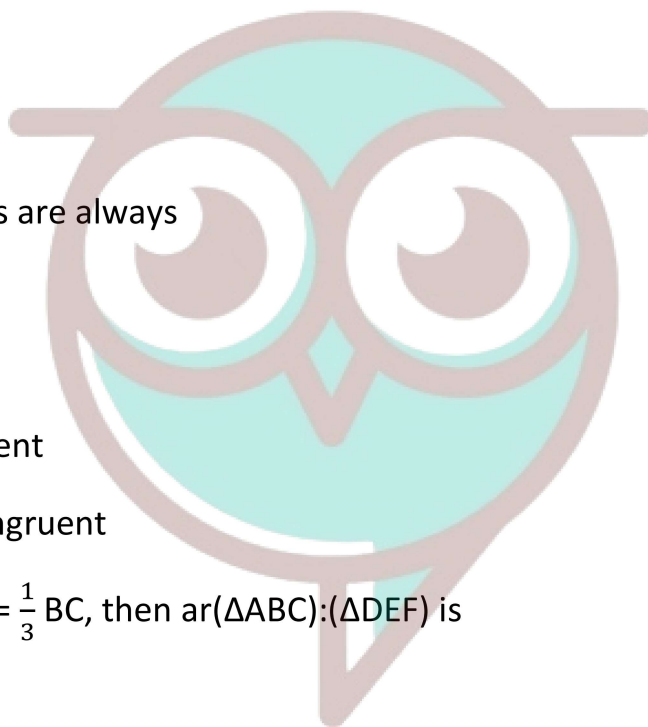 s are always
ent
ngruent
= 1/3 BC, then ar(ΔABC):(ΔDEF) is